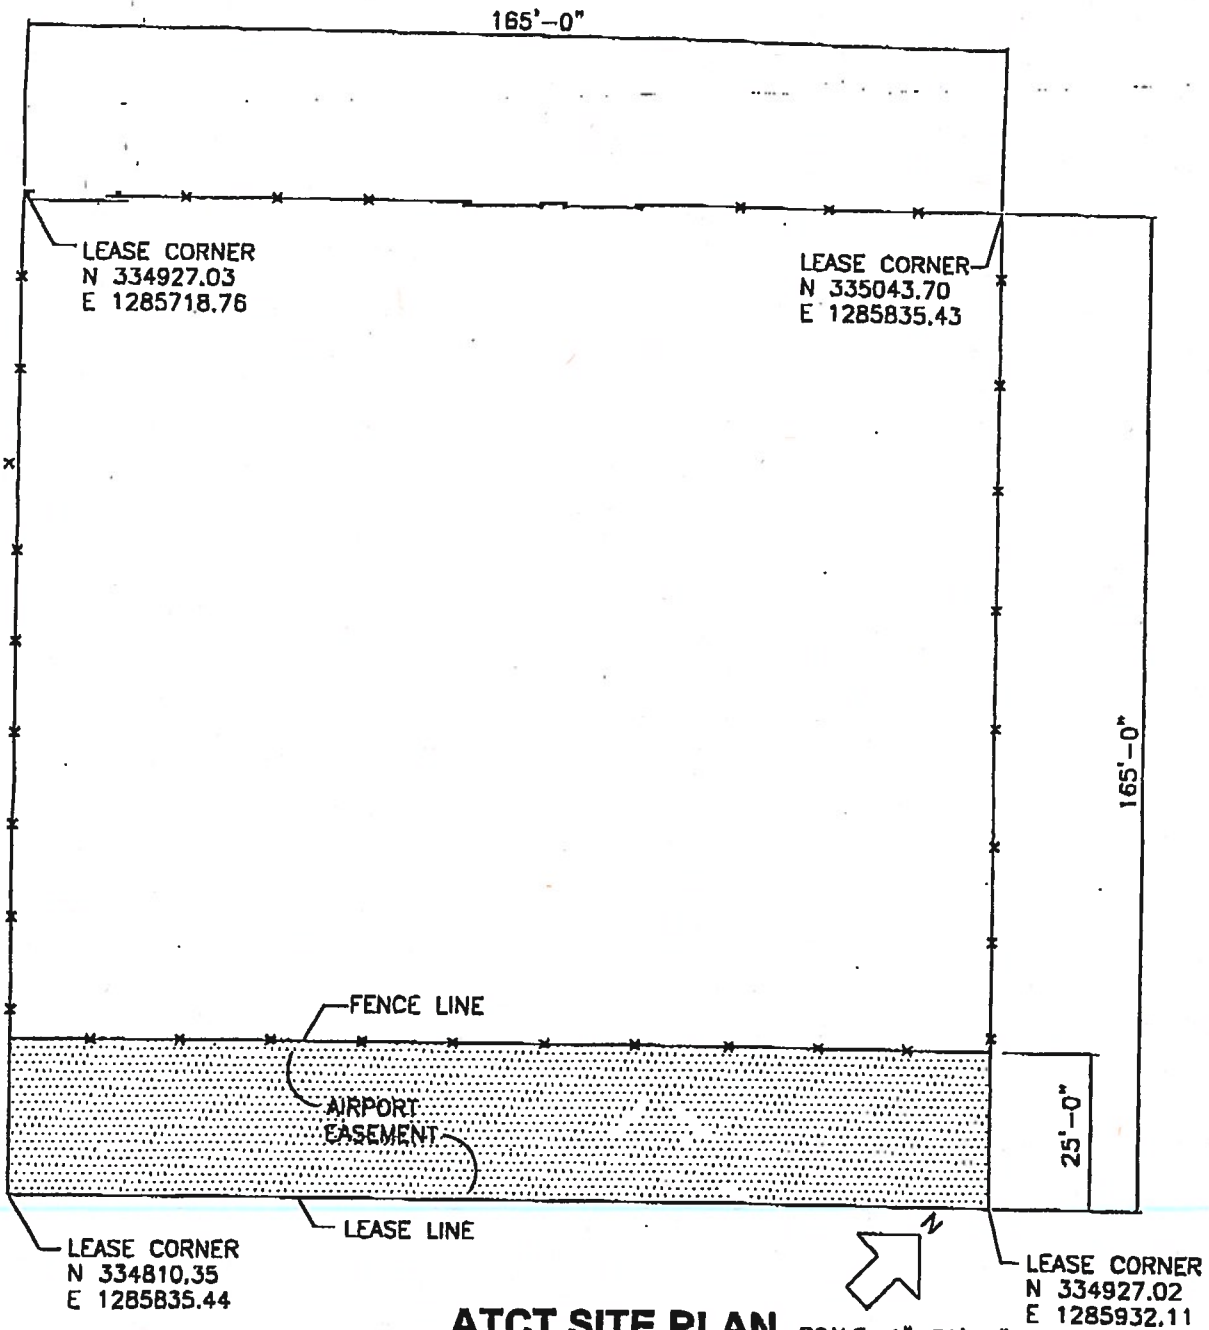 165'-0"
LEASE CORNER
N 334927.03
E 1285718.76
LEASE CORNER
N 335043.70
E 1285835.43
165'-0"
FENCE LINE
AIRPORT
EASEMENT
25'-0"
LEASE LINE
N
LEASE CORNER
N 334810.35
E 1285835.44
LEASE CORNER
N 334927.02
E 1285932.11
ATCT SITE PLAN